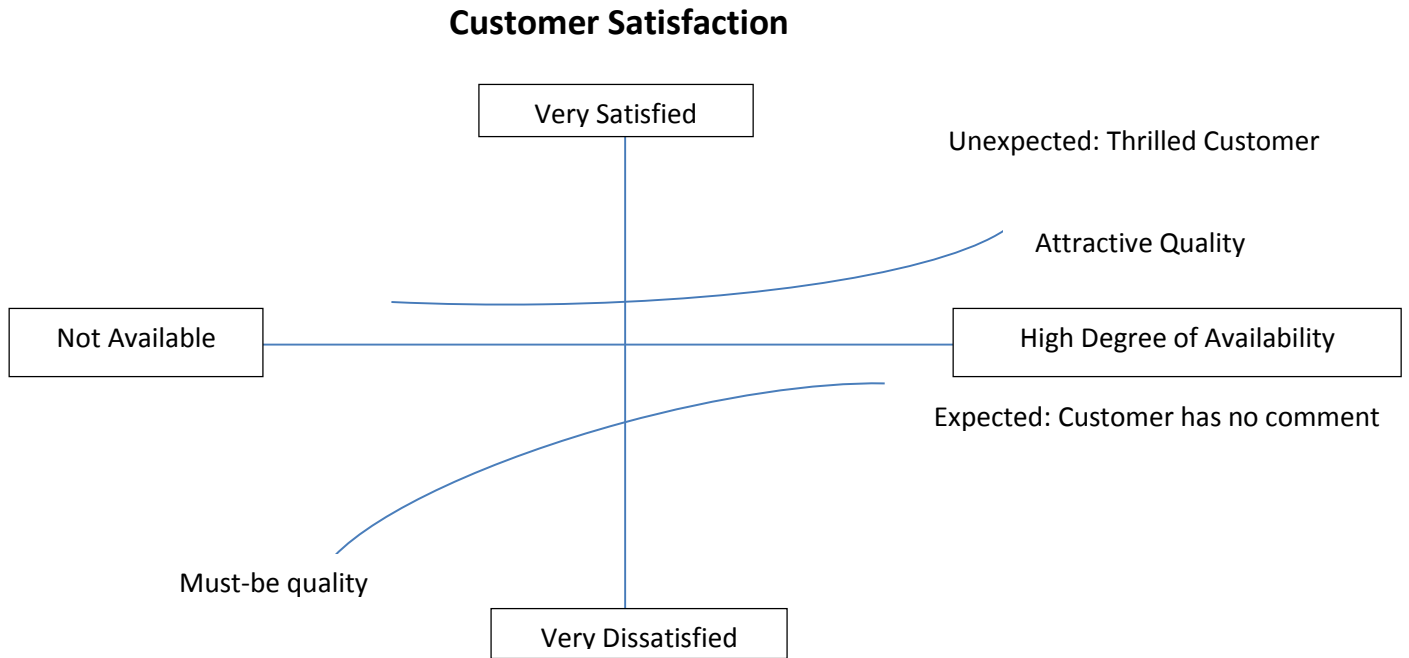 Customer Satisfaction
Very Satisfied
Unexpected: Thrilled Customer
Attractive Quality
Not Available
High Degree of Availability
Expected: Customer has no comment
Must-be quality
Very Dissatisfied